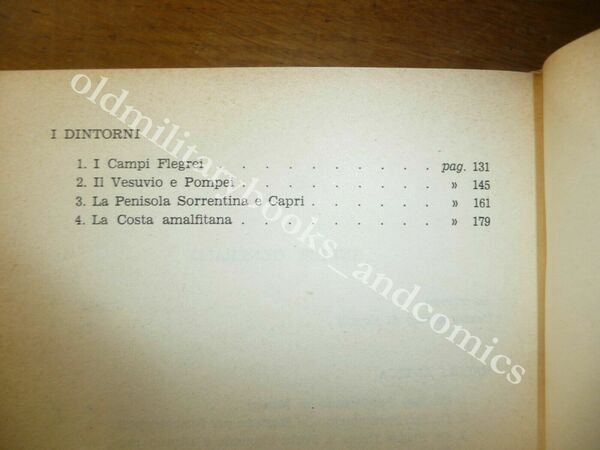 I DINTORNI
1. I Campi Flegrei . . . . . . . . . pag. 131
2. Il Vesuvio e Pompei . . . . . . . . » 145
3. La Penisola Sorrentina e Capri . . . . . . » 161
4. La Costa amalfitana . . . . . . . . » 179
oldmilitarybooks_andcomics